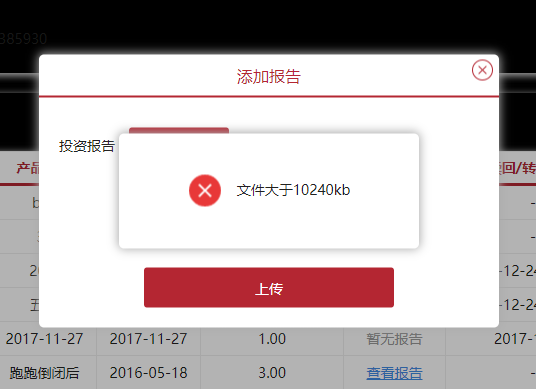 385930
添加报告
投资报告
文件大于10240kb
上传
产品
回/转
-
-
20
-12-24
五
-12-24
2017-11-27 2017-11-27 1.00 暂无报告 2017-1
跑跑倒闭后 2016-05-18 3.00 查看报告 -